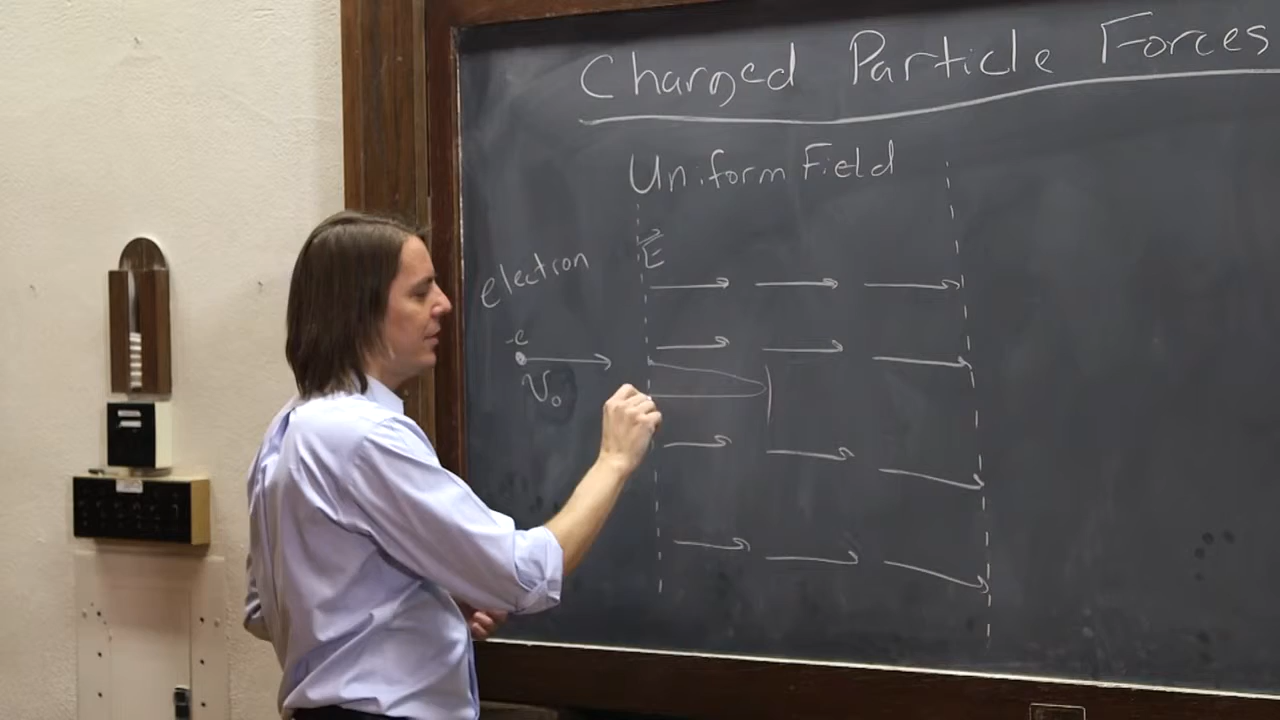 Charged Particle Forces
Uniform Field
E
electron
-e
V₀